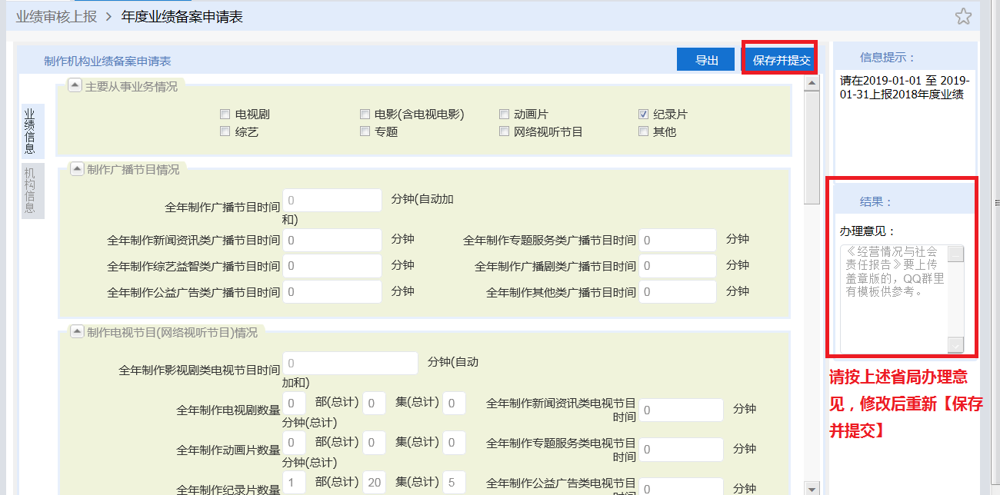 业绩审核上报 > 年度业绩备案申请表
制作机构业绩备案申请表
导出
保存并提交
业绩信息
机构信息
主要从事业务情况
电视剧 电影(含电视电影) 动画片 纪录片
综艺 专题 网络视听节目 其他
制作广播节目情况
全年制作广播节目时间 0 分钟(自动加
和)
全年制作新闻资讯类广播节目时间 0 分钟 全年制作专题服务类广播节目时间 0 分钟
全年制作综艺益智类广播节目时间 0 分钟 全年制作广播剧类广播节目时间 0 分钟
全年制作公益广告类广播节目时间 0 分钟 全年制作其他类广播节目时间 0 分钟
制作电视节目(网络视听节目)情况
全年制作影视剧类电视节目时间 0 分钟(自动
加和)
全年制作电视剧数量 0 部(总计) 0 集(总计) 0
分钟(总计)
全年制作新闻资讯类电视节目
时间 0 分钟
全年制作动画片数量 0 部(总计) 0 集(总计) 0
分钟(总计)
全年制作专题服务类电视节目
时间 0 分钟
全年制作纪录片数量 1 部(总计) 20 集(总计) 5
全年制作公益广告类电视节目
时间 0 分钟
信息提示：
请在2019-01-01 至 2019-
01-31上报2018年度业绩
结果：
办理意见：
《经营情况与社会
责任报告》要上传
盖章版的，QQ群里
有模板供参考。
请按上述省局办理意
见，修改后重新【保存
并提交】